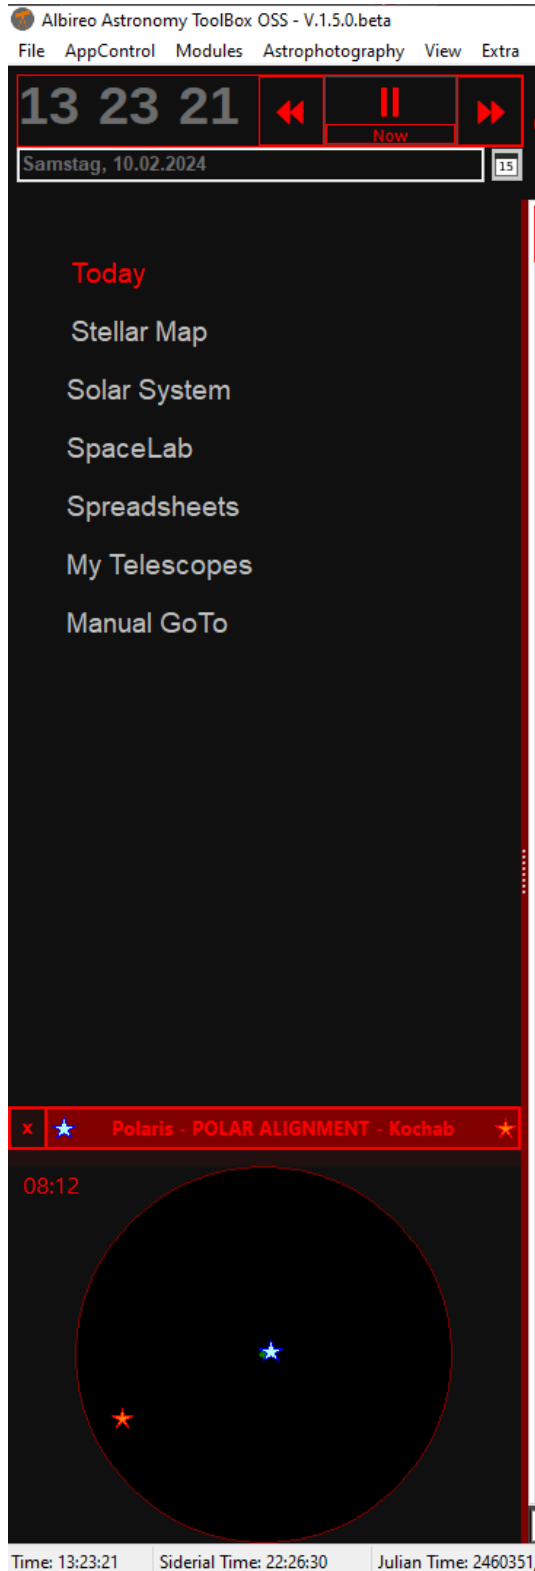 Albireo Astronomy ToolBox OSS - V.1.5.0.beta
File AppControl Modules Astrophotography View Extra
13 23 21
Now
Samstag, 10.02.2024
15
Today
Stellar Map
Solar System
SpaceLab
Spreadsheets
My Telescopes
Manual GoTo
x Polaris - POLAR ALIGNMENT - Kochab
08:12
Time: 13:23:21 Siderial Time: 22:26:30 Julian Time: 2460351